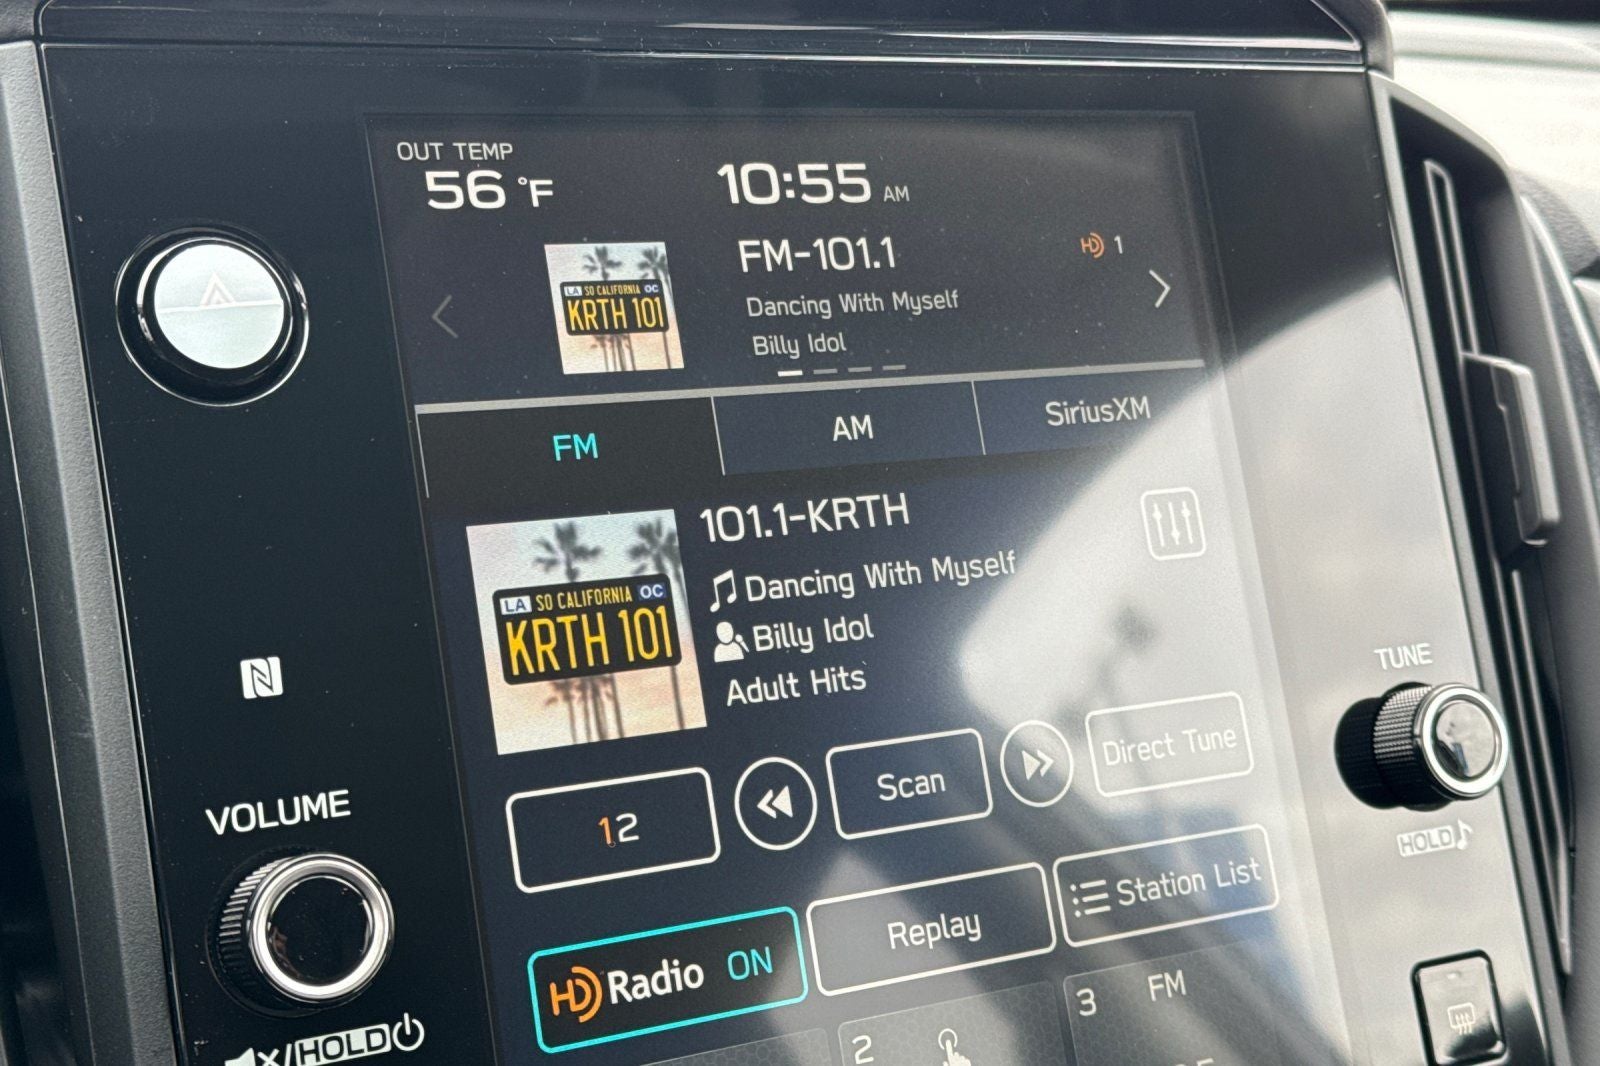 OUT TEMP
56 °F
10:55 AM
FM-101.1
HD 1
LA SO CALIFORNIA OC
KRTH 101
Dancing With Myself
Billy Idol
FM
AM
SiriusXM
101.1-KRTH
LA SO CALIFORNIA OC
KRTH 101
Dancing With Myself
Billy Idol
Adult Hits
TUNE
HOLD
VOLUME
12
Scan
Direct Tune
HD Radio ON
Replay
Station List
2
3 FM
/HOLD